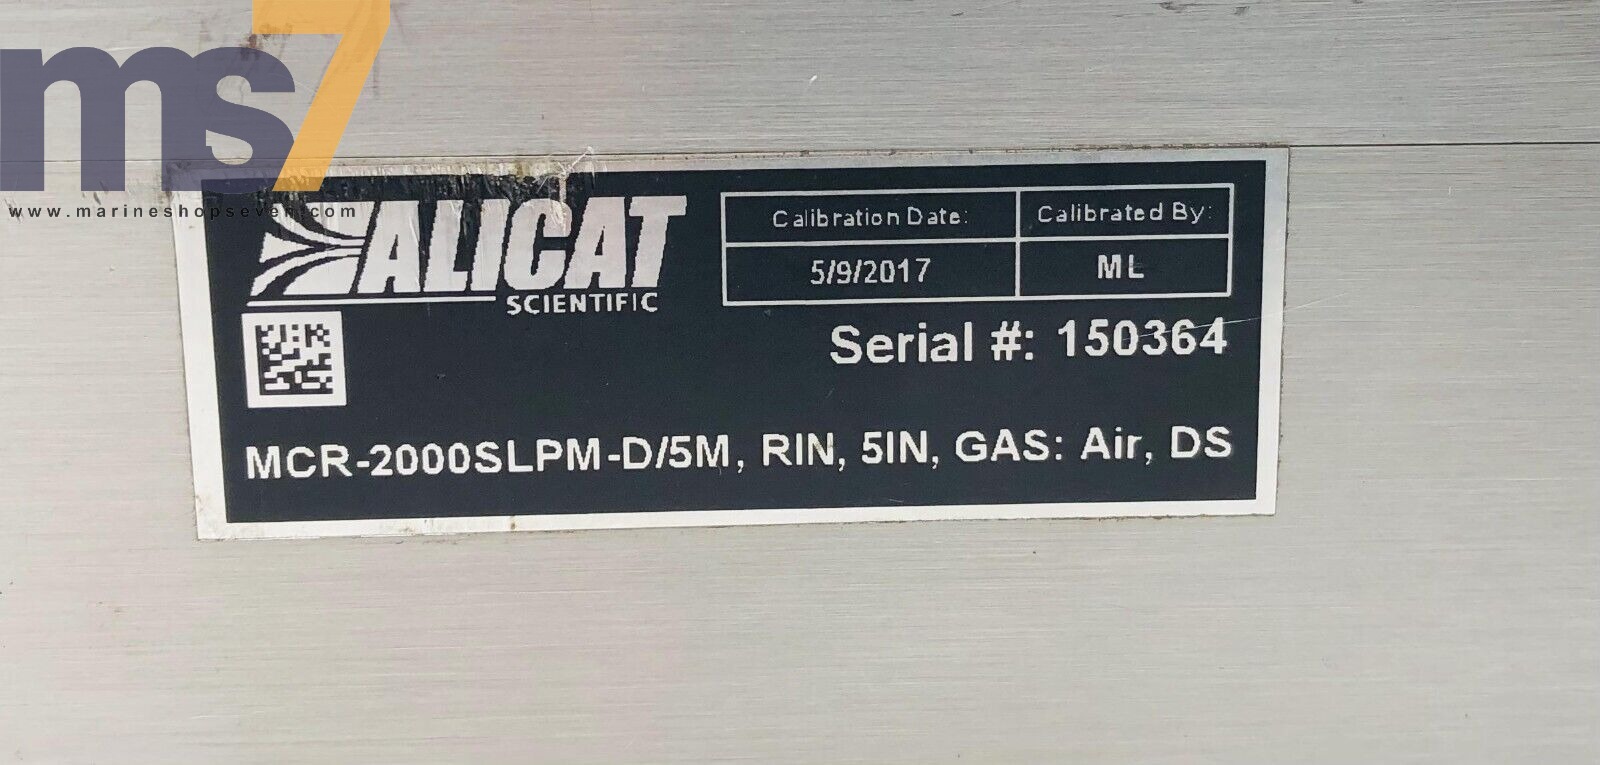 ms7
www.marineshopseven.com
ALICAT
SCIENTIFIC
Calibration Date:
Calibrated By:
5/9/2017
ML
Serial #: 150364
MCR-2000SLPM-D/5M, RIN, 5IN, GAS: Air, DS